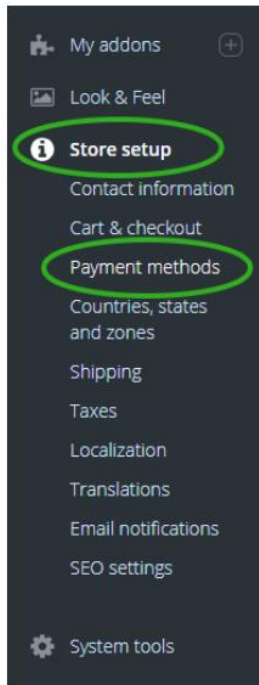 My addons
Look & Feel
Store setup
Contact information
Cart & checkout
Payment methods
Countries, states
and zones
Shipping
Taxes
Localization
Translations
Email notifications
SEO settings
System tools